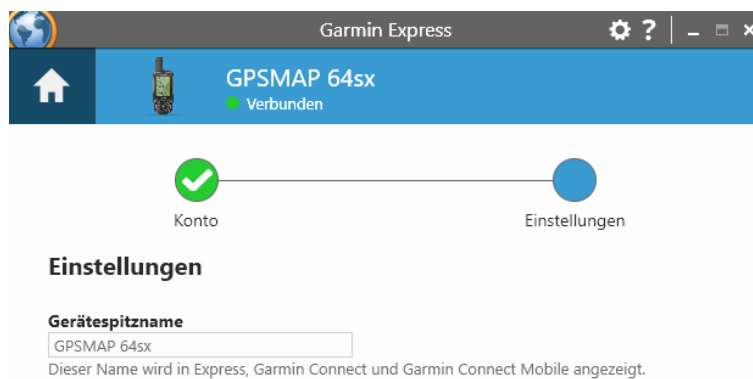 Garmin Express
GPSMAP 64sx
Verbunden
Konto
Einstellungen
Einstellungen
Gerätespitzname
GPSMAP 64sx
Dieser Name wird in Express, Garmin Connect und Garmin Connect Mobile angezeigt.